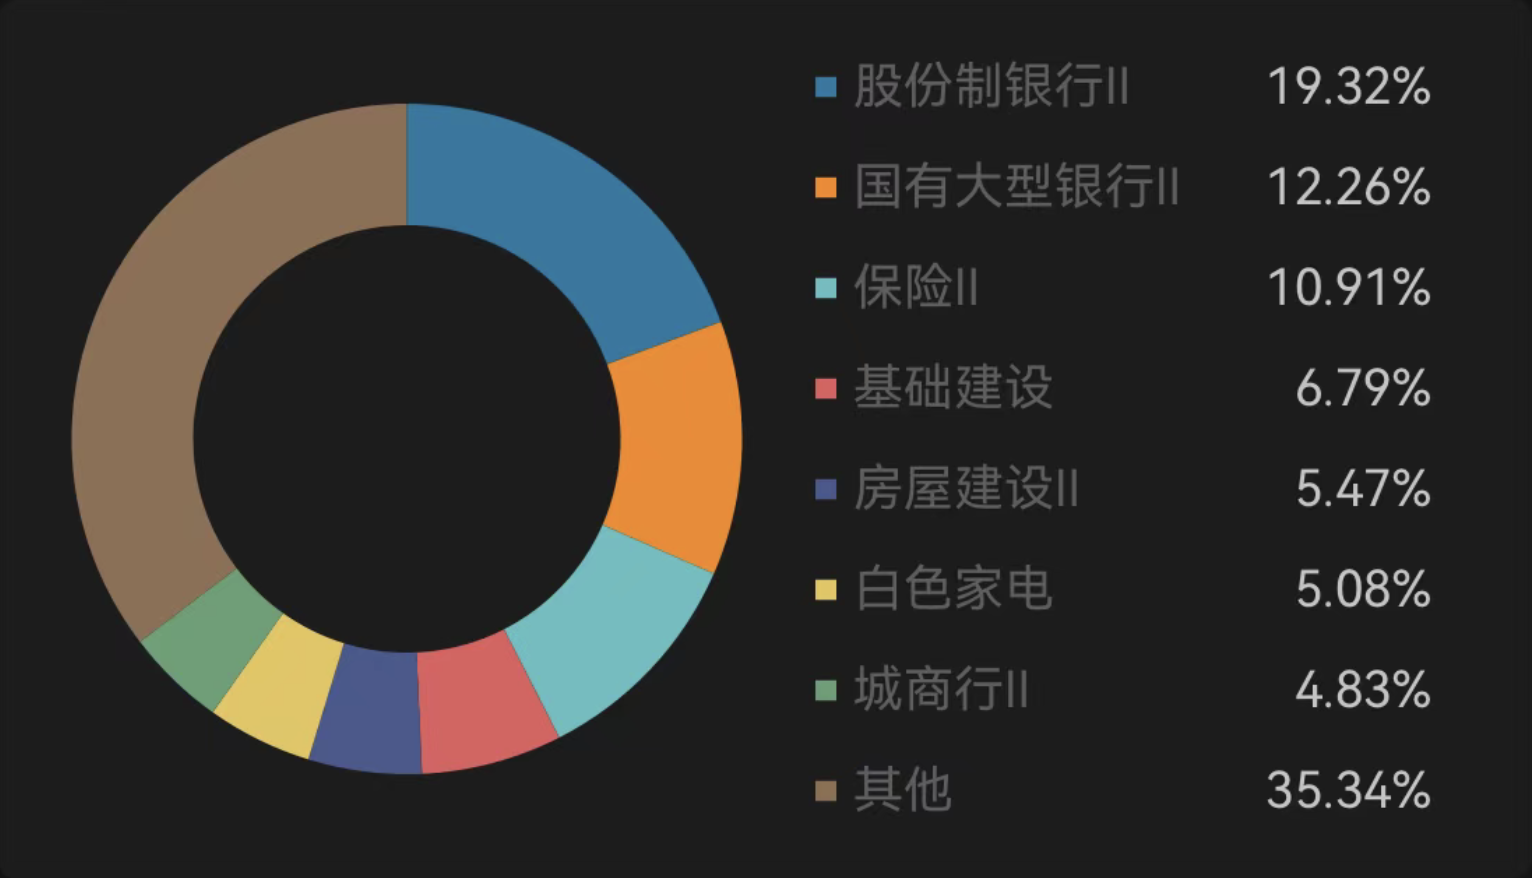 股份制银行II 19.32%
国有大型银行II 12.26%
保险II 10.91%
基础建设 6.79%
房屋建设II 5.47%
白色家电 5.08%
城商行II 4.83%
其他 35.34%